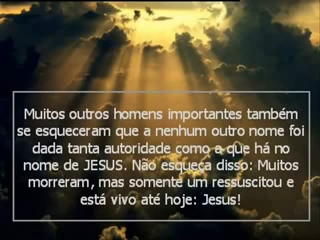 Muitos outros homens importantes também
se esqueceram que a nenhum outro nome foi
dada tanta autoridade como a que há no
nome de JESUS. Não esqueça disso: Muitos
morreram, mas somente um ressuscitou e
está vivo até hoje: Jesus!